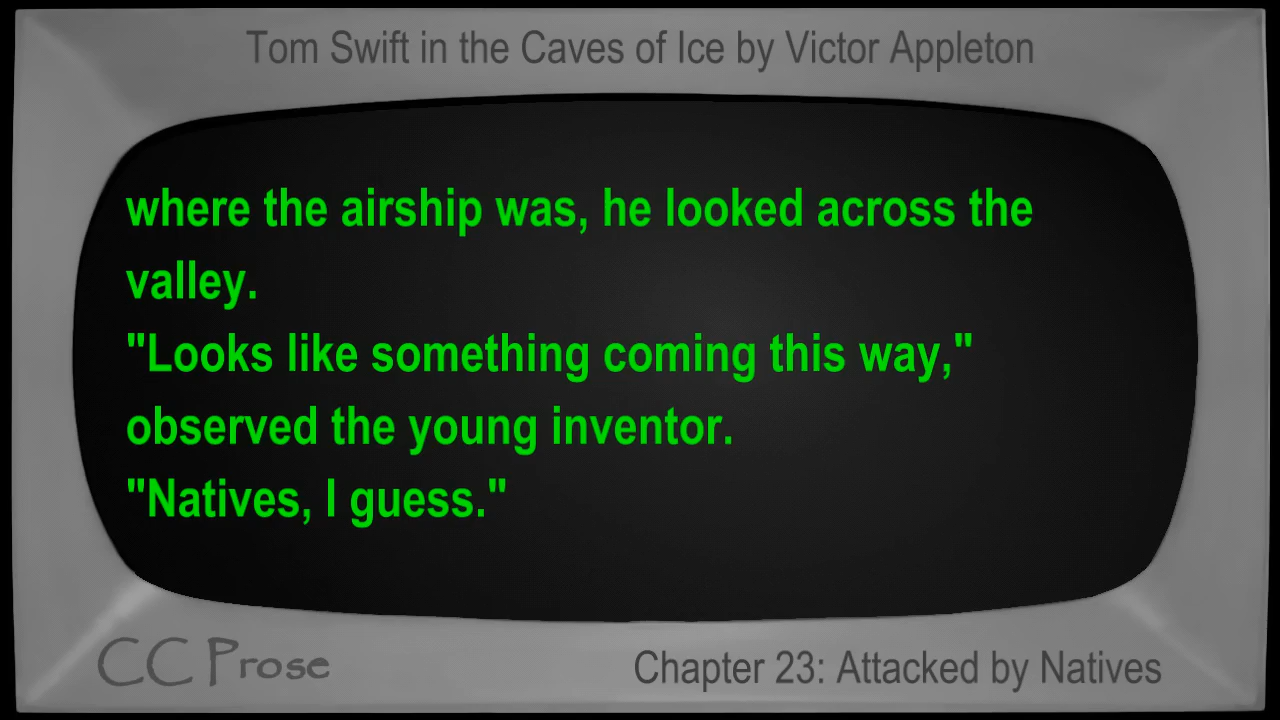 Tom Swift in the Caves of Ice by Victor Appleton
where the airship was, he looked across the
valley.
"Looks like something coming this way,"
observed the young inventor.
"Natives, I guess."
CC Prose
Chapter 23: Attacked by Natives